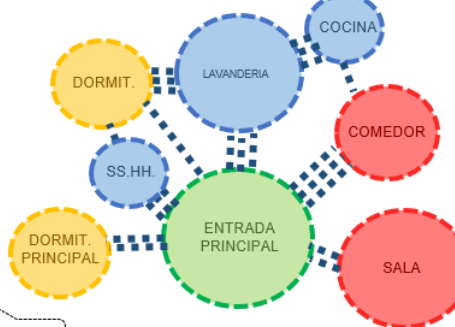 COCINA
LAVANDERIA
DORMIT.
COMEDOR
SS.HH.
ENTRADA
PRINCIPAL
DORMIT.
PRINCIPAL
SALA